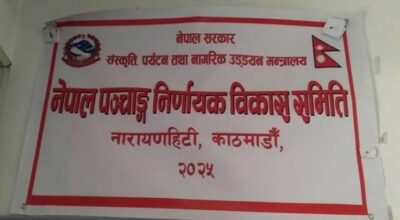 नेपाल सरकार
संस्कृति, पर्यटन तथा नागरिक उड्डयन मन्त्रालय
नेपाल पञ्चाङ्ग निर्णायक विकास समिति
नारायणहिटी, काठमाडौँ,
२०२५